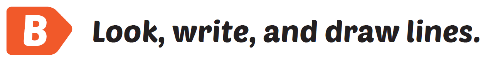 B Look, write, and draw lines.